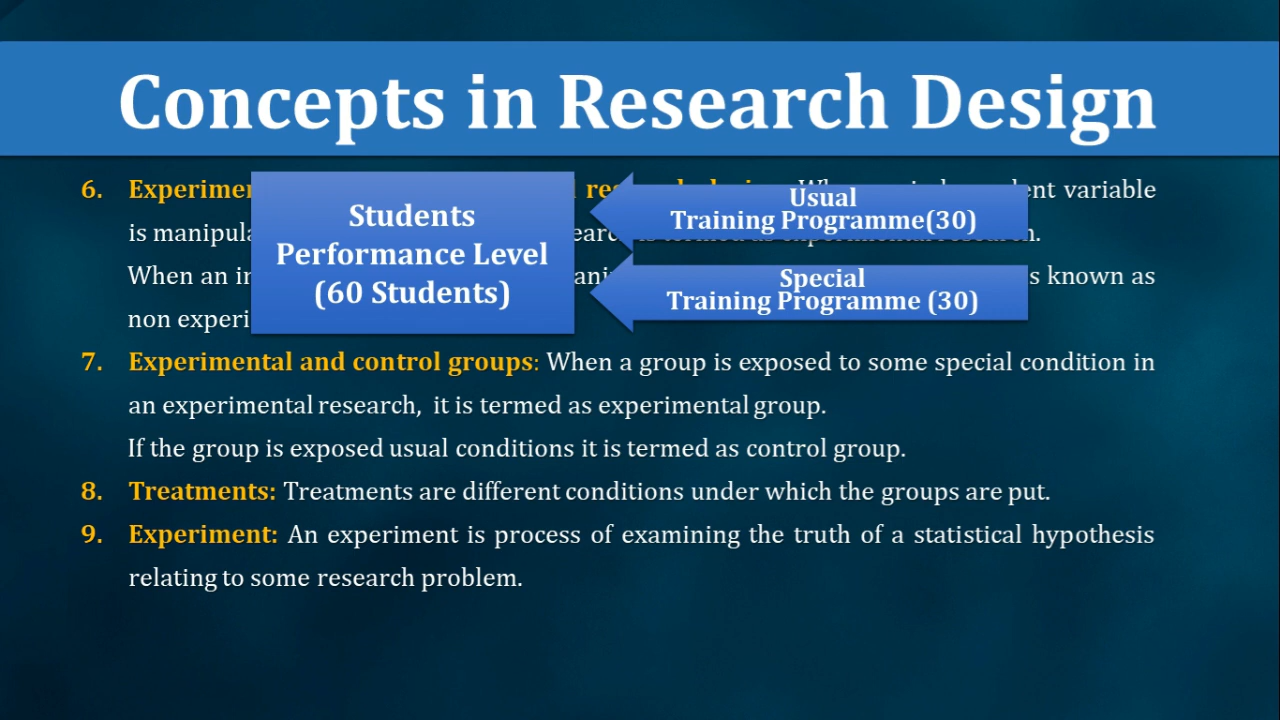 Concepts in Research Design
6. Experimen
Students
Performance Level
(60 Students)
Usual
Training Programme(30)
Special
Training Programme (30)
variable
is manipula
When an in
is known as
non experi
7. Experimental and control groups: When a group is exposed to some special condition in
an experimental research, it is termed as experimental group.
If the group is exposed usual conditions it is termed as control group.
8. Treatments: Treatments are different conditions under which the groups are put.
9. Experiment: An experiment is process of examining the truth of a statistical hypothesis
relating to some research problem.